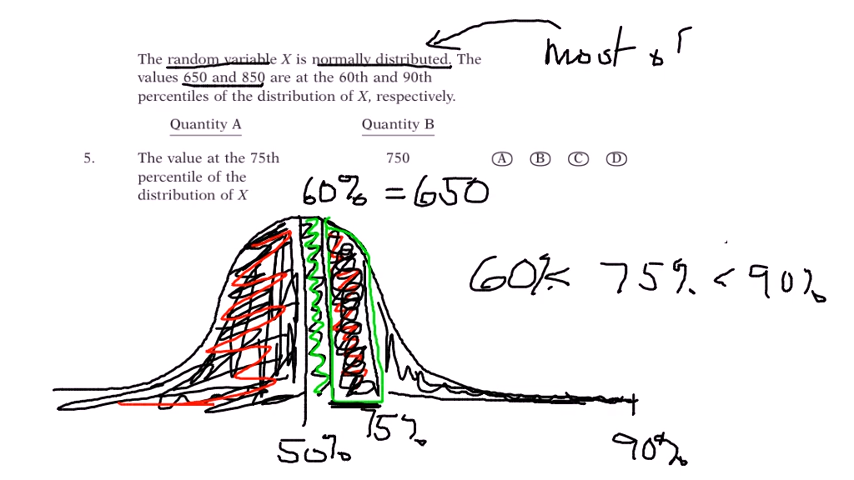 most of
The random variable X is normally distributed. The
values 650 and 850 are at the 60th and 90th
percentiles of the distribution of X, respectively.
Quantity A Quantity B
5. The value at the 75th 750 A B C D
percentile of the
distribution of X
60% = 650
60% < 75% < 90%
75%
50%
90%